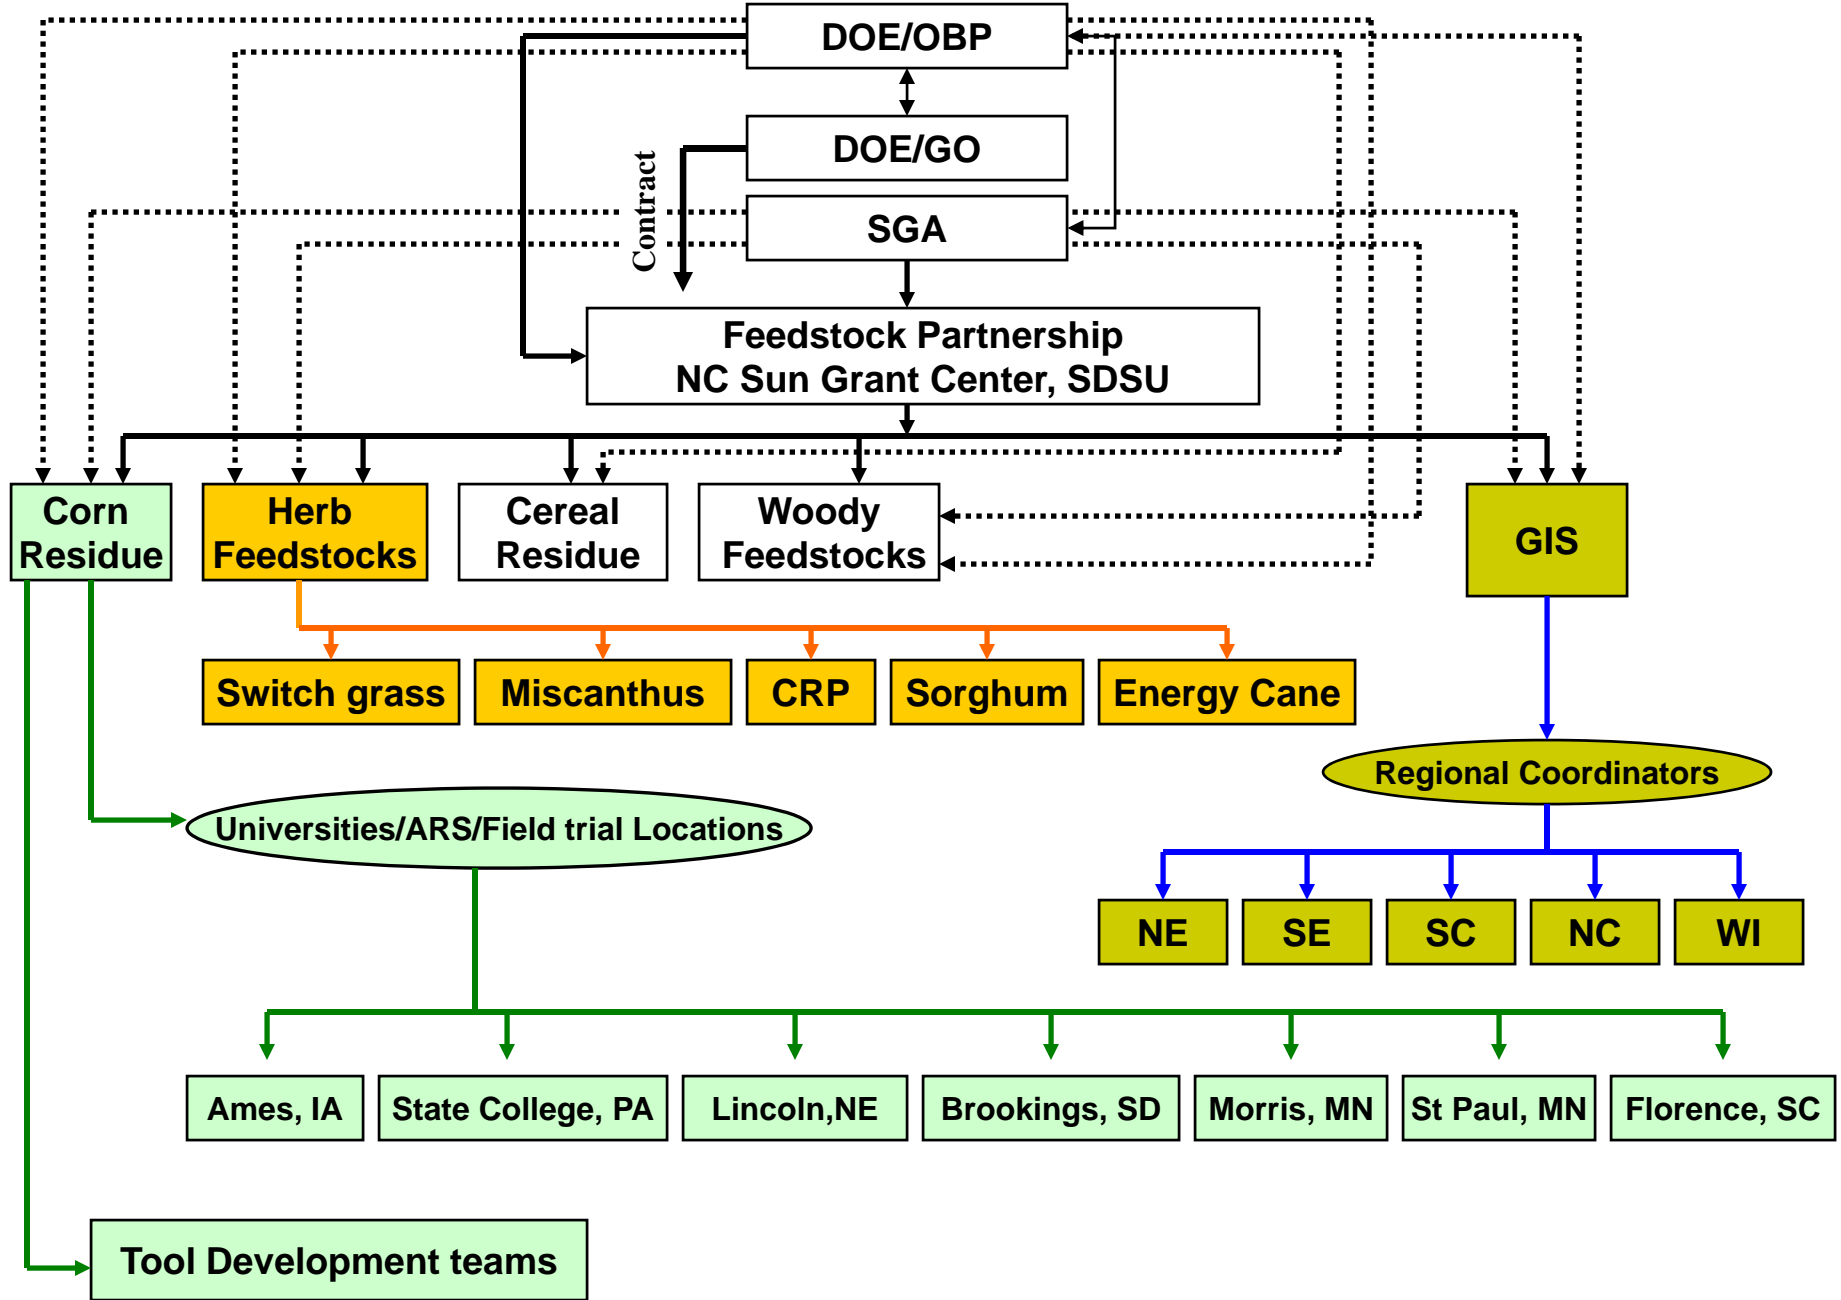 DOE/OBP
DOE/GO
Contract
SGA
Feedstock Partnership
NC Sun Grant Center, SDSU
Corn
Residue
Herb
Feedstocks
Cereal
Residue
Woody
Feedstocks
GIS
Switch grass
Miscanthus
CRP
Sorghum
Energy Cane
Regional Coordinators
Universities/ARS/Field trial Locations
NE
SE
SC
NC
WI
Ames, IA
State College, PA
Lincoln,NE
Brookings, SD
Morris, MN
St Paul, MN
Florence, SC
Tool Development teams